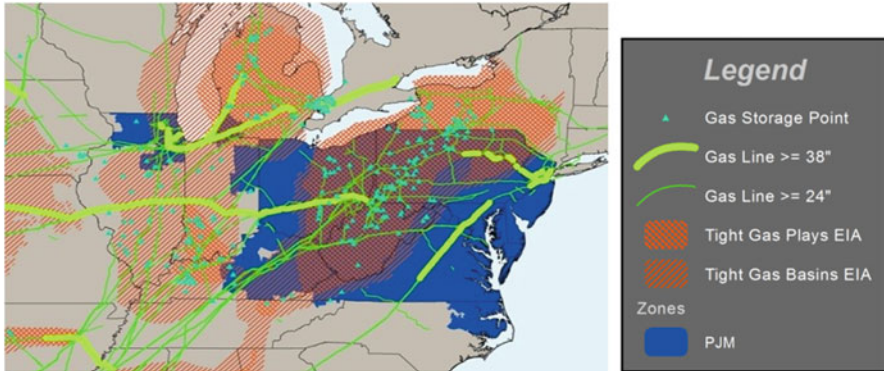 Legend
Gas Storage Point
Gas Line >= 38"
Gas Line >= 24"
Tight Gas Plays EIA
Tight Gas Basins EIA
Zones
PJM